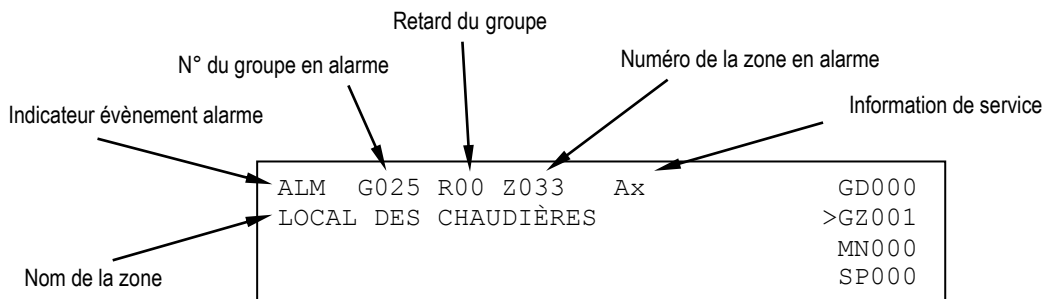 Retard du groupe
N° du groupe en alarme
Numéro de la zone en alarme
Indicateur évènement alarme
Information de service
ALM G025 R00 Z033 Ax GD000
LOCAL DES CHAUDIÈRES >GZ001
MN000
Nom de la zone
SP000